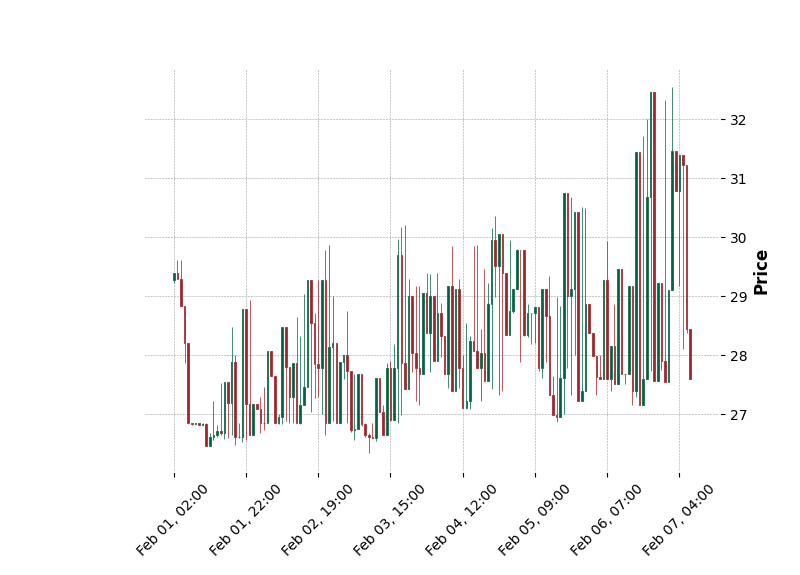 32
31
30
29
28
27
Price
Feb 01, 02:00
Feb 01, 22:00
Feb 02, 19:00
Feb 03, 15:00
Feb 04, 12:00
Feb 05, 09:00
Feb 06, 07:00
Feb 07, 04:00